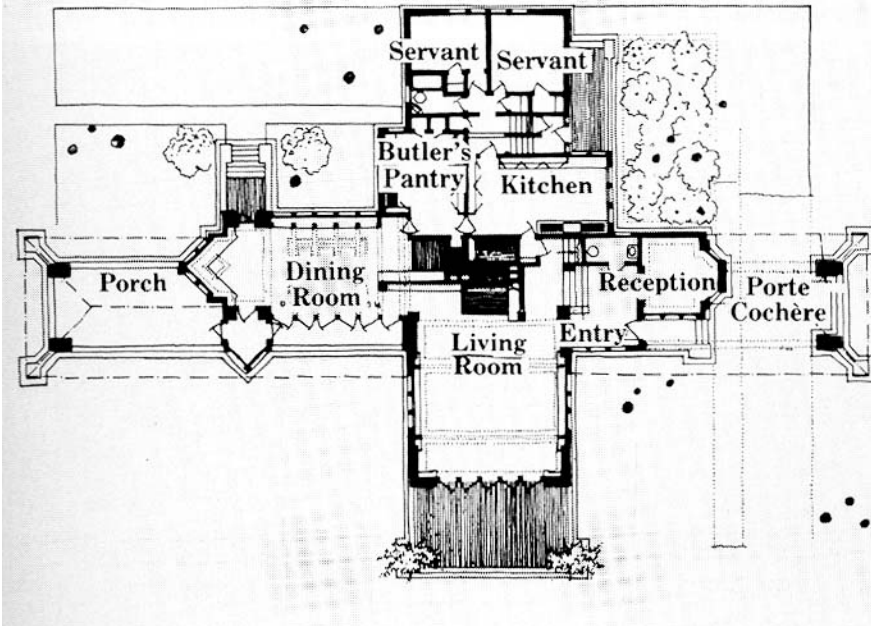 Servant
Servant
Butler's
Pantry
Kitchen
Porch
Dining
Room
Reception
Porte
Cochère
Entry
Living
Room